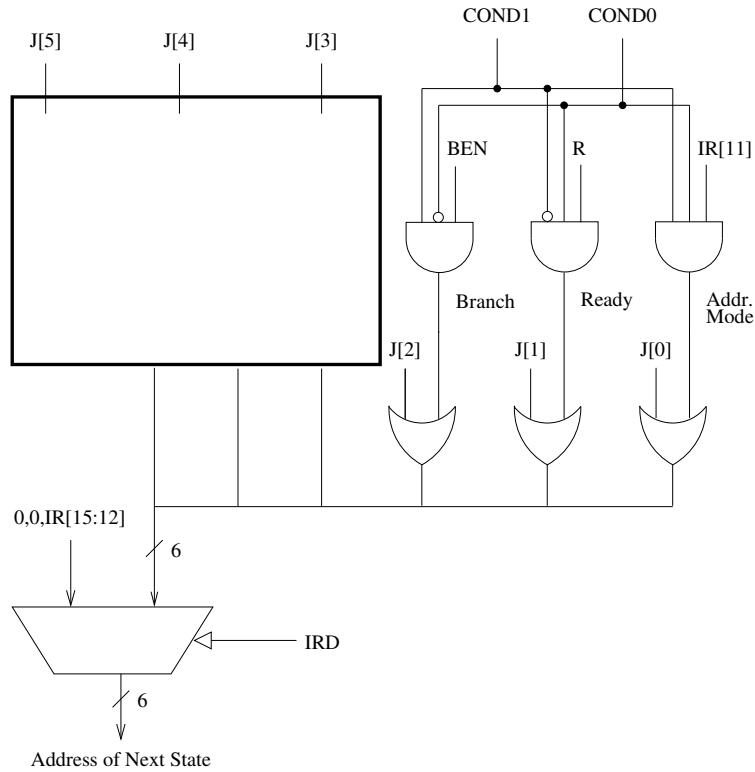 COND1 COND0
J[5] J[4] J[3]
BEN R IR[11]
Branch Ready Addr.
Mode
J[2] J[1] J[0]
0,0,IR[15:12]
6
IRD
6
Address of Next State